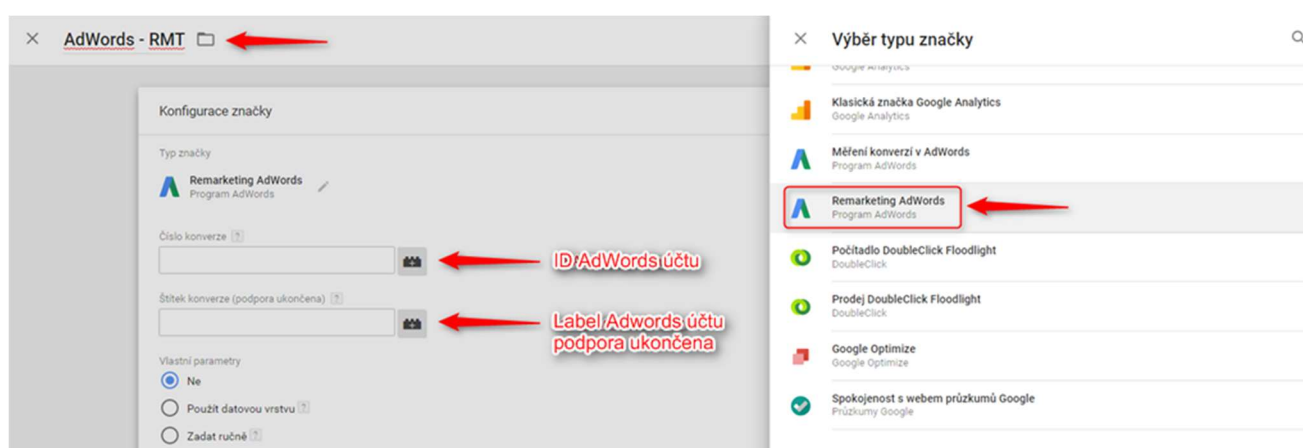 AdWords - RMT
Konfigurace značky
Typ značky
Remarketing AdWords
Program AdWords
Číslo konverze ?
ID AdWords účtu
Štítek konverze (podpora ukončena) ?
Label Adwords účtu
podpora ukončena
Vlastní parametry
Ne
Použít datovou vrstvu ?
Zadat ručně ?
Výběr typu značky
Google Analytics
Klasická značka Google Analytics
Google Analytics
Měření konverzí v AdWords
Program AdWords
Remarketing AdWords
Program AdWords
Počítadlo DoubleClick Floodlight
DoubleClick
Prodej DoubleClick Floodlight
DoubleClick
Google Optimize
Google Optimize
Spokojenost s webem průzkumů Google
Průzkumy Google